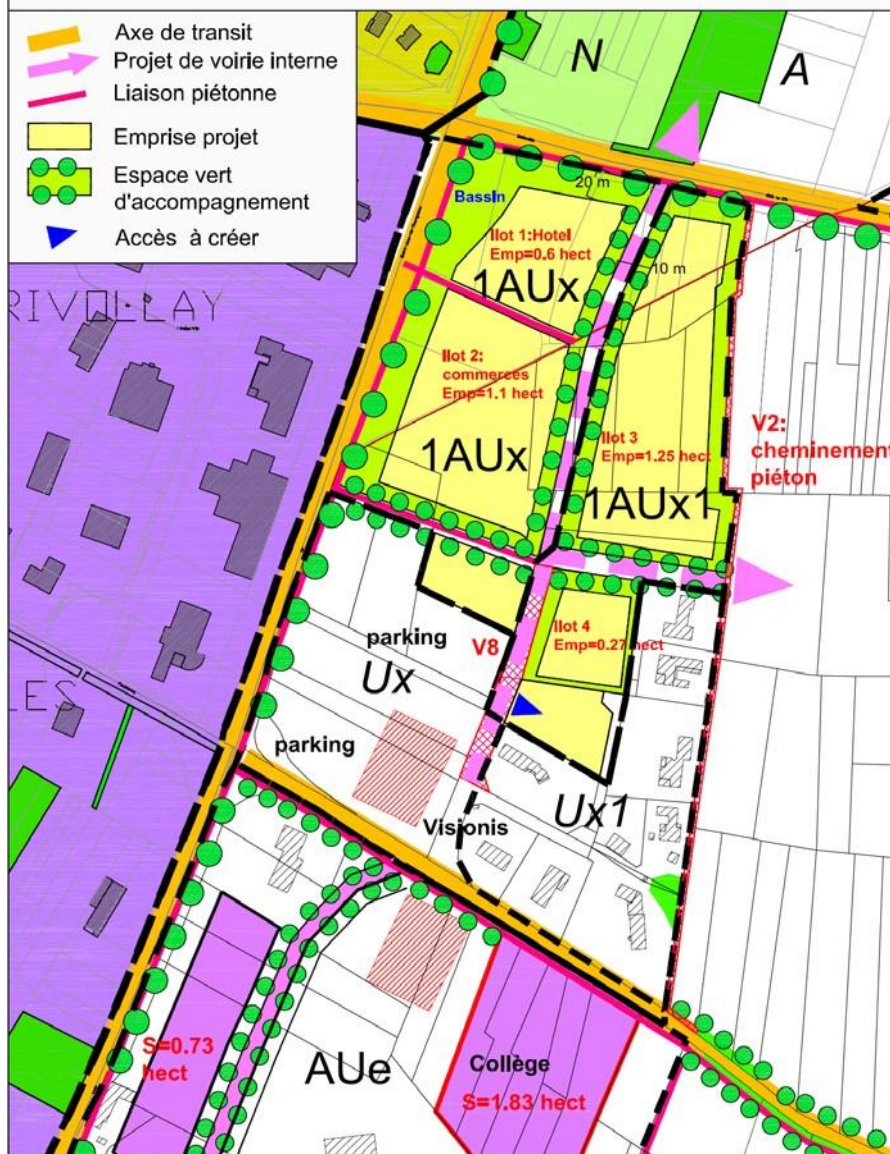 Axe de transit
Projet de voirie interne
Liaison piétonne
Emprise projet
Espace vert
d'accompagnement
Accès à créer
N
A
20 m
Bassin
Ilot 1:Hotel
Emp=0.6 hect
10 m
1AUx
RIVOLLAY
Ilot 2:
commerces
Emp=1.1 hect
V2:
cheminement
piéton
Ilot 3
Emp=1.25 hect
1AUx
1AUx1
parking
V8
Ilot 4
Emp=0.27 hect
Ux
LES
parking
Ux1
Visionis
S=0.73
hect
AUe
Collège
S=1.83 hect